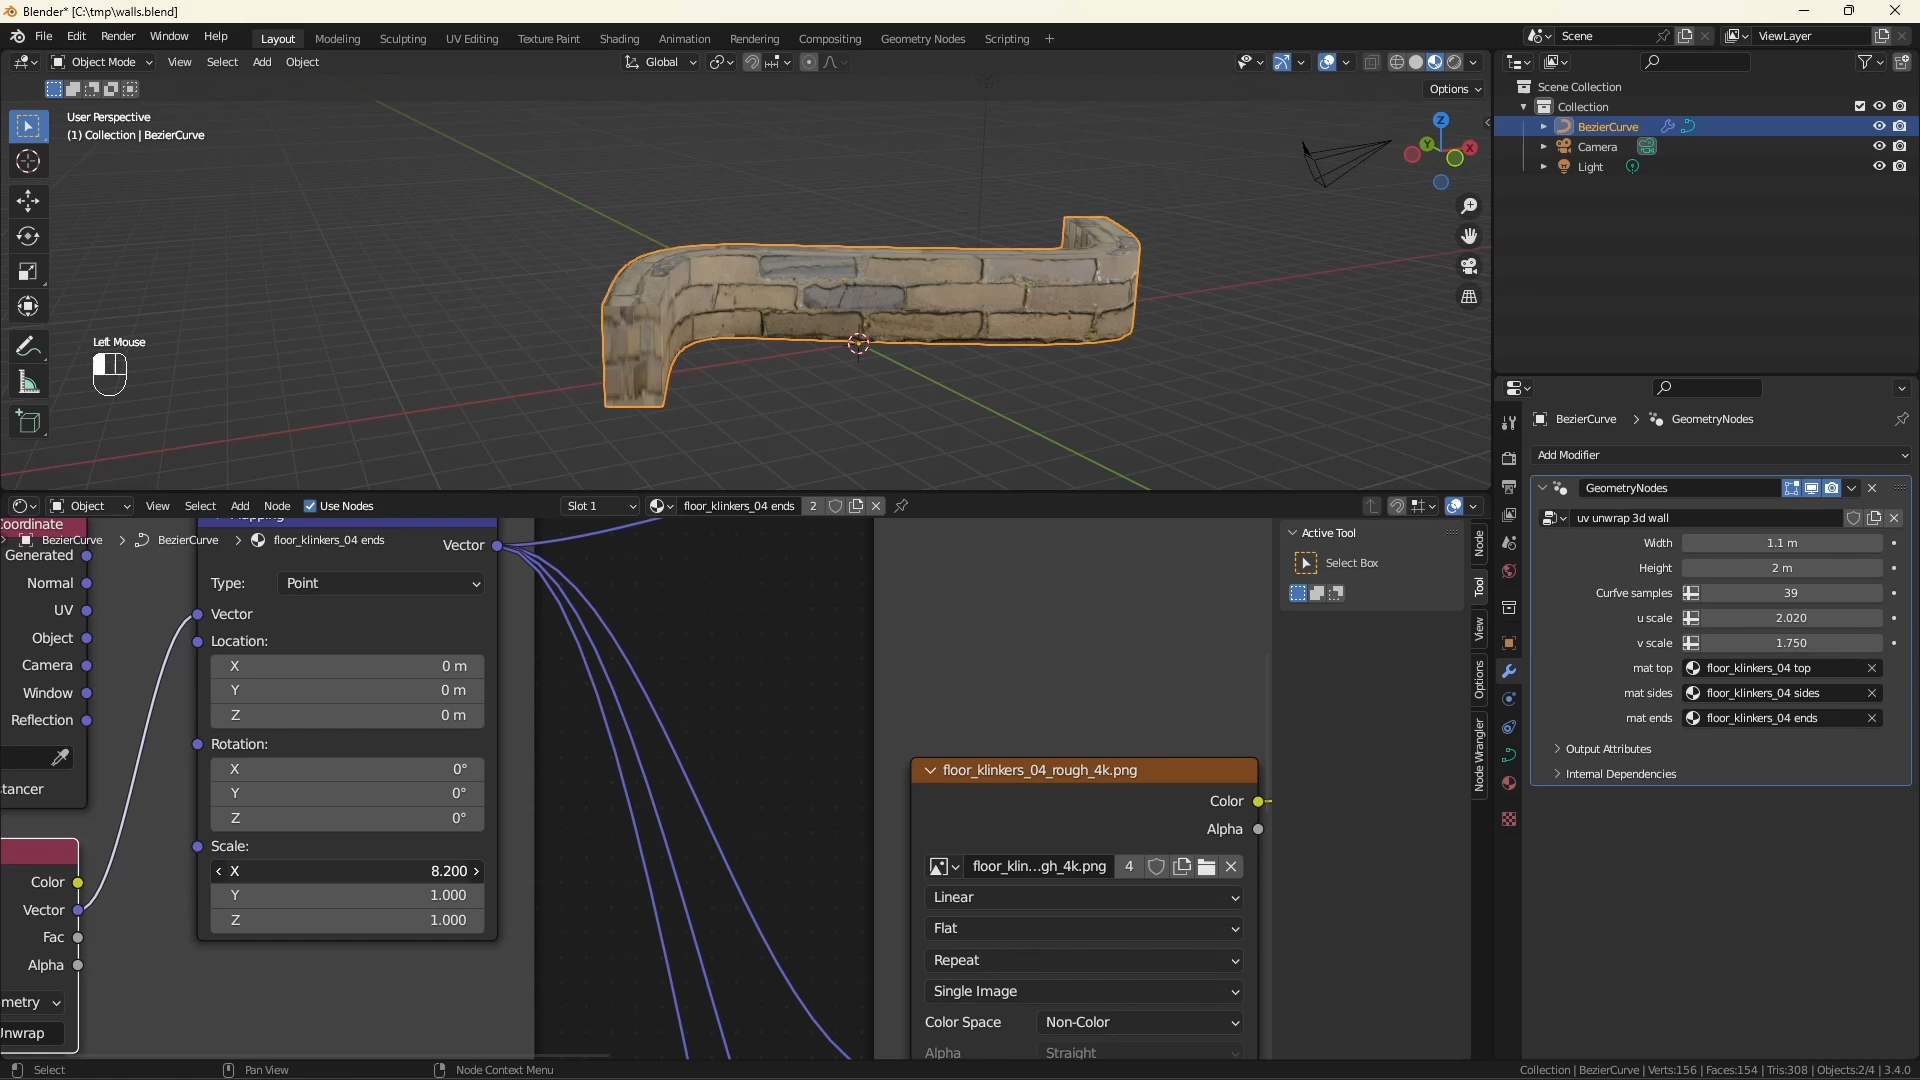 Blender* [C:\tmp\walls.blend]
File Edit Render Window Help Layout Modeling Sculpting UV Editing Texture Paint Shading Animation Rendering Compositing Geometry Nodes Scripting + Scene ViewLayer
Object Mode View Select Add Object Global
Options
User Perspective
(1) Collection | BezierCurve
Z
Y
X
Left Mouse
Scene Collection
Collection
BezierCurve
Camera
Light
BezierCurve > GeometryNodes
Add Modifier
GeometryNodes
uv unwrap 3d wall
Width 1.1 m
Height 2 m
Curfve samples 39
u scale 2.020
v scale 1.750
mat top floor_klinkers_04 top
mat sides floor_klinkers_04 sides
mat ends floor_klinkers_04 ends
Output Attributes
Internal Dependencies
Object View Select Add Node Use Nodes Slot 1 floor_klinkers_04 ends 2
BezierCurve > BezierCurve > floor_klinkers_04 ends
Coordinate
Generated
Normal
UV
Object
Camera
Window
Reflection
tancer
Color
Vector
Fac
Alpha
metry
Unwrap
Vector
Type: Point
Vector
Location:
X 0 m
Y 0 m
Z 0 m
Rotation:
X 0°
Y 0°
Z 0°
Scale:
X 8.200
Y 1.000
Z 1.000
floor_klinkers_04_rough_4k.png
Color
Alpha
floor_klin...gh_4k.png 4
Linear
Flat
Repeat
Single Image
Color Space Non-Color
Alpha Straight
Active Tool
Select Box
Node
Tool
View
Options
Node Wrangler
Select Pan View Node Context Menu Collection | BezierCurve | Verts:156 | Faces:154 | Tris:308 | Objects:2/4 | 3.4.0